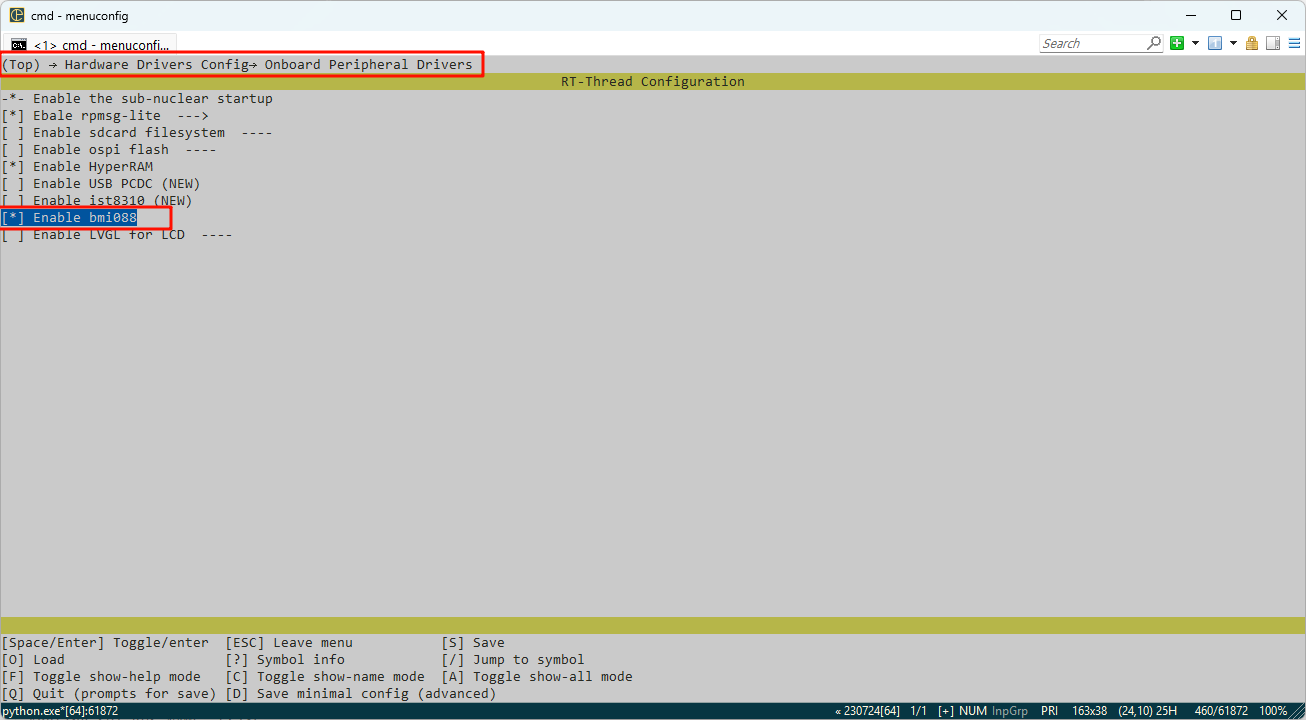 cmd - menuconfig
<1> cmd - menuconfi...
Search
(Top) → Hardware Drivers Config→ Onboard Peripheral Drivers
RT-Thread Configuration
-*- Enable the sub-nuclear startup
[*] Ebale rpmsg-lite  --->
[ ] Enable sdcard filesystem  ----
[ ] Enable ospi flash  ----
[*] Enable HyperRAM
[ ] Enable USB PCDC (NEW)
[ ] Enable ist8310 (NEW)
[*] Enable bmi088
[ ] Enable LVGL for LCD  ----
[Space/Enter] Toggle/enter  [ESC] Leave menu  [S] Save
[O] Load  [?] Symbol info  [/] Jump to symbol
[F] Toggle show-help mode  [C] Toggle show-name mode  [A] Toggle show-all mode
[Q] Quit (prompts for save) [D] Save minimal config (advanced)
python.exe*[64]:61872  « 230724[64]  1/1  [+] NUM InpGrp  PRI  163x38  (24,10) 25H  460/61872  100%